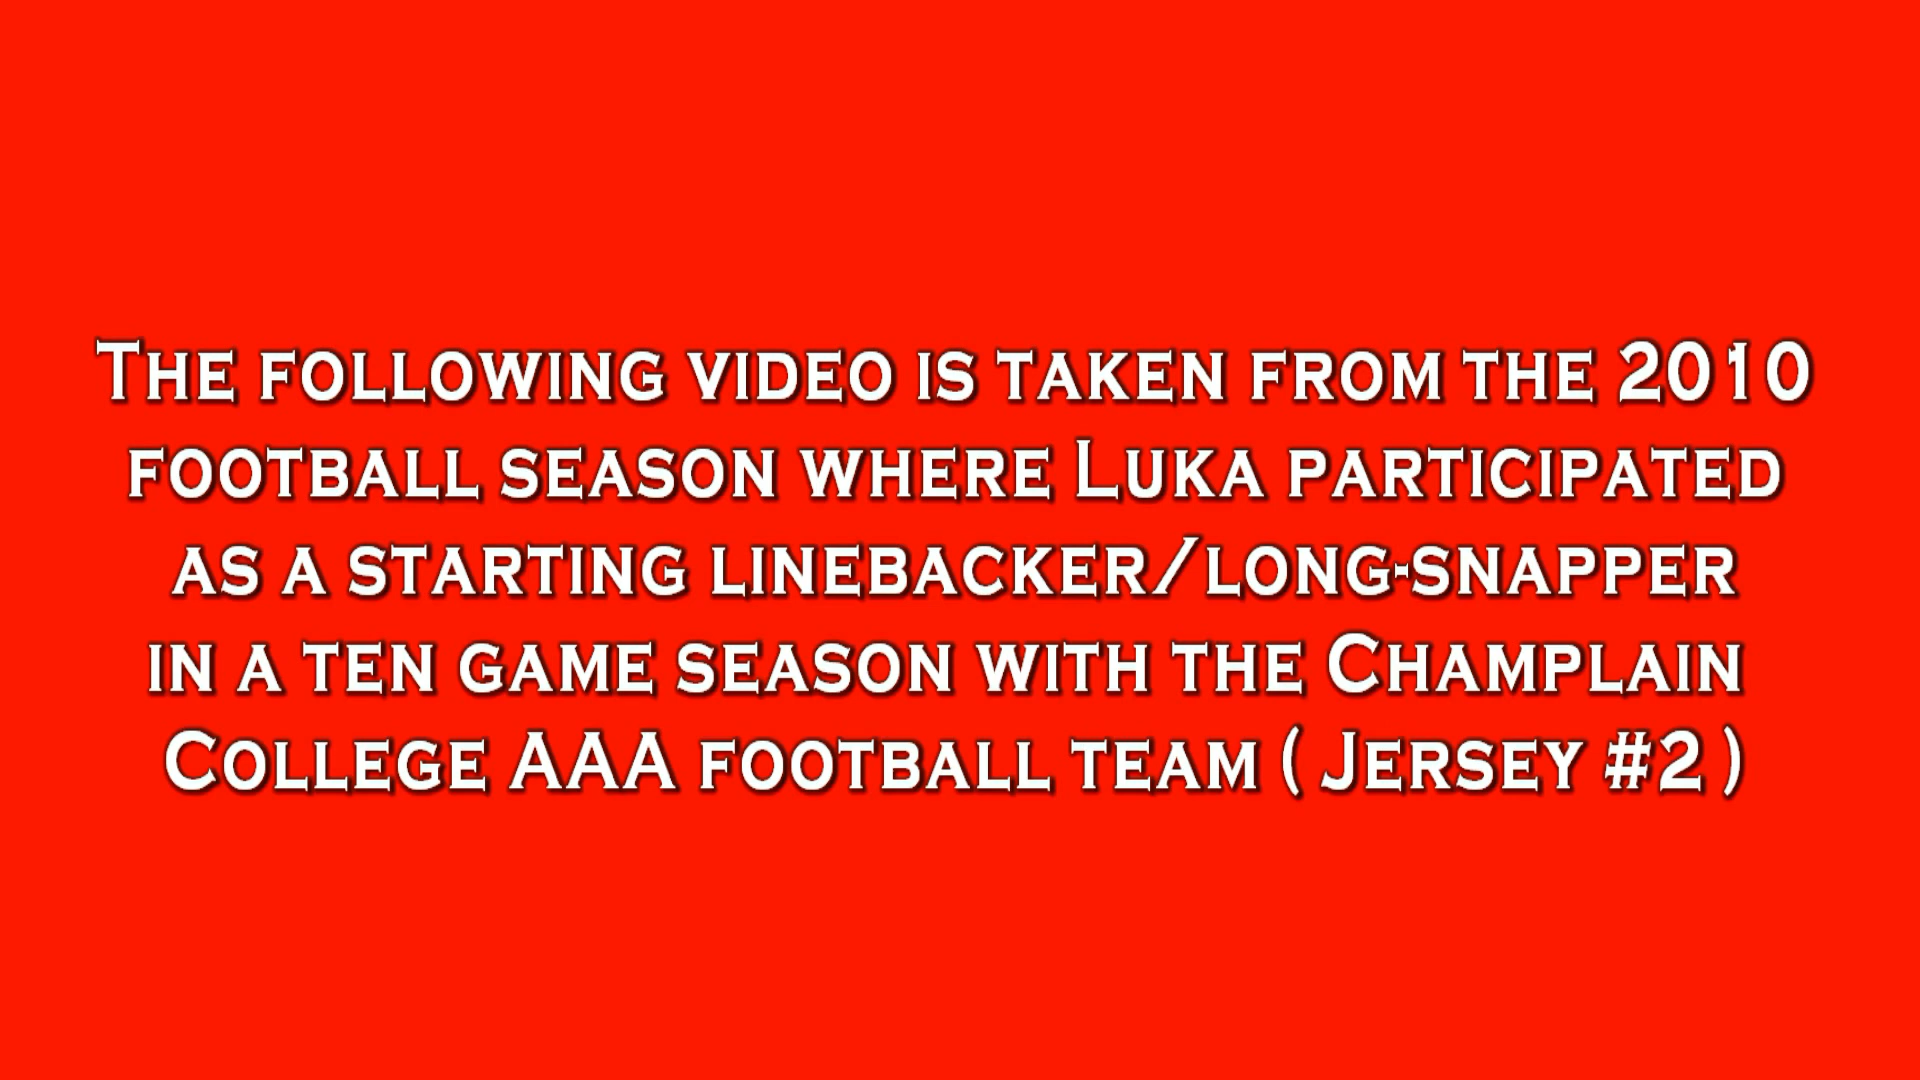 The following video is taken from the 2010
football season where Luka participated
as a starting linebacker/long-snapper
in a ten game season with the Champlain
College AAA football team ( Jersey #2 )